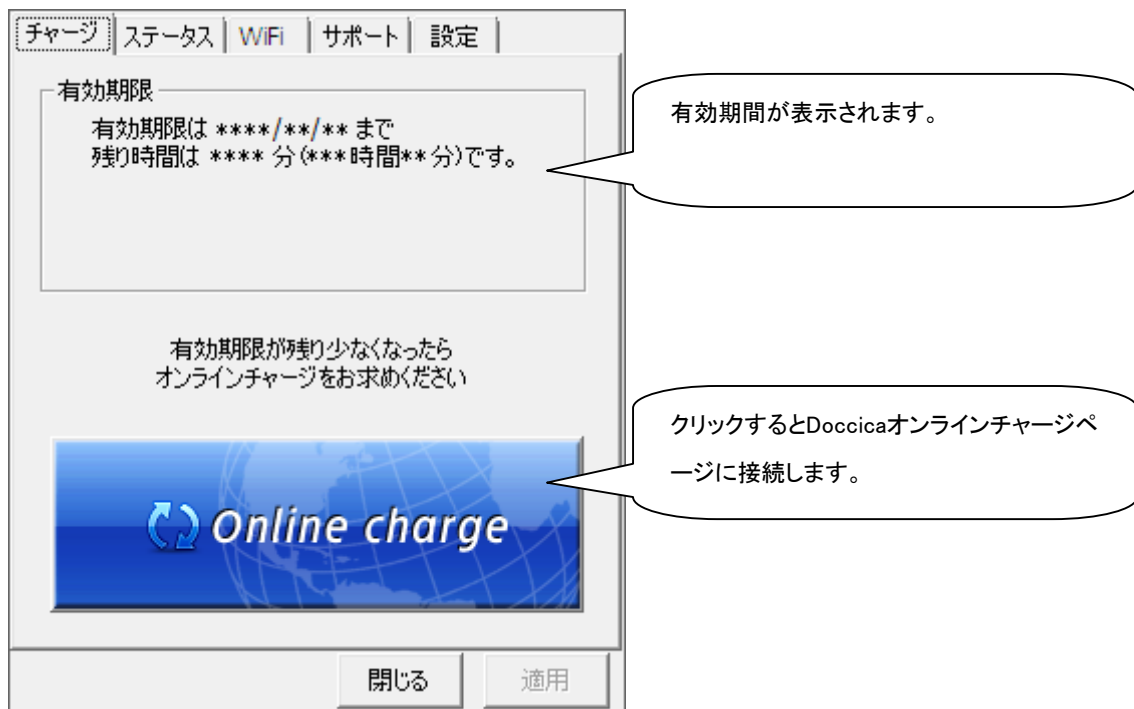 チャージ ステータス WiFi サポート 設定
有効期限
有効期限は ****/**/** まで
残り時間は **** 分(***時間**分)です。
有効期間が表示されます。
有効期限が残り少なくなったら
オンラインチャージをお求めください
クリックするとDoccicaオンラインチャージペ
ージに接続します。
Online charge
閉じる 適用